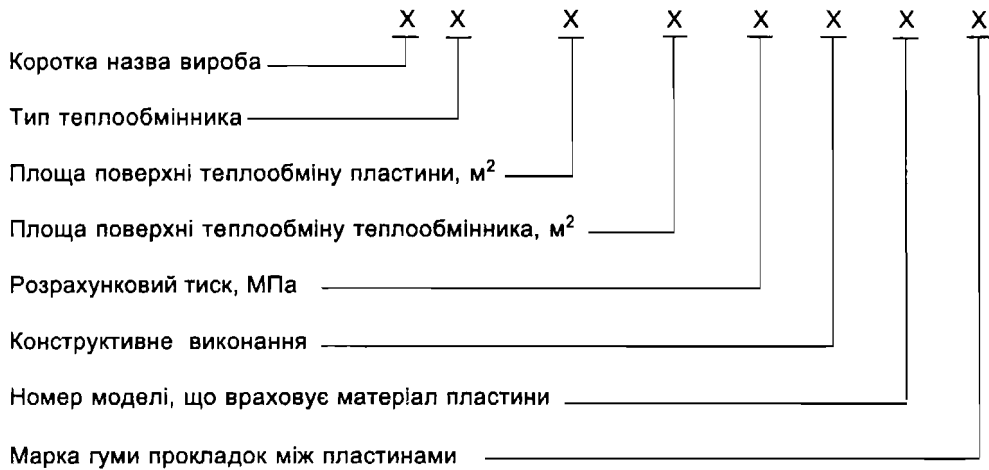 X X X X X X X X
Коротка назва вироба
Тип теплообмінника
Площа поверхні теплообміну пластини, м²
Площа поверхні теплообміну теплообмінника, м²
Розрахунковий тиск, МПа
Конструктивне виконання
Номер моделі, що враховує матеріал пластини
Марка гуми прокладок між пластинами